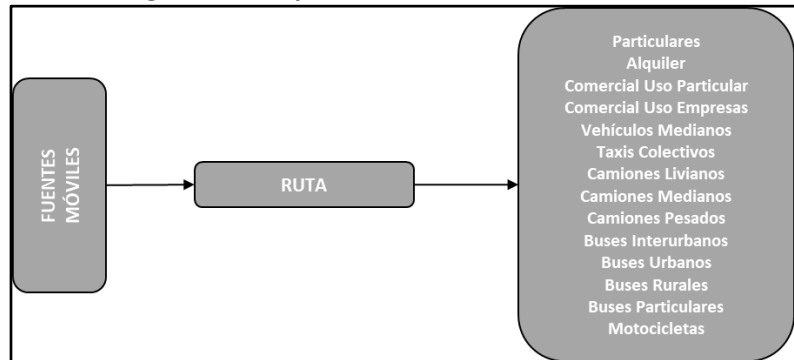 FUENTES
MÓVILES
RUTA
Particulares
Alquiler
Comercial Uso Particular
Comercial Uso Empresas
Vehículos Medianos
Taxis Colectivos
Camiones Livianos
Camiones Medianos
Camiones Pesados
Buses Interurbanos
Buses Urbanos
Buses Rurales
Buses Particulares
Motocicletas